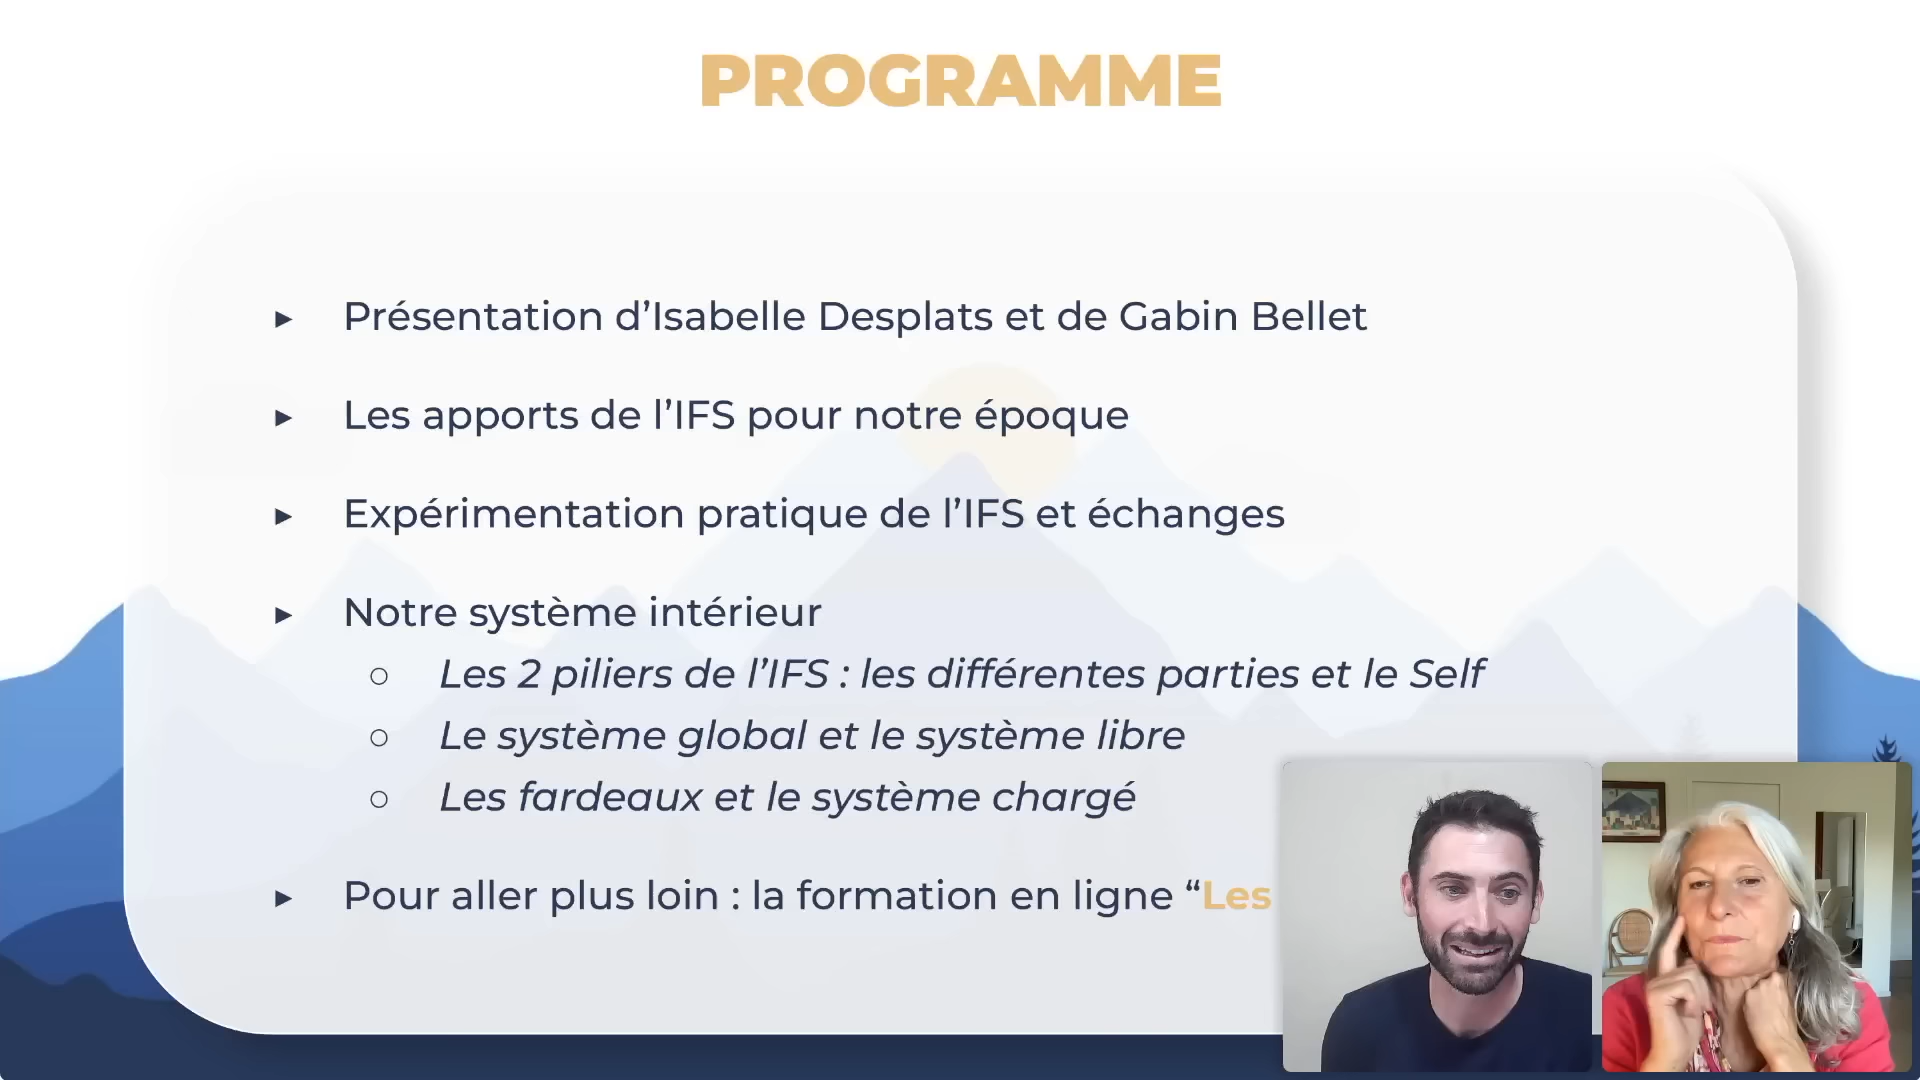 PROGRAMME
▸ Présentation d’Isabelle Desplats et de Gabin Bellet
▸ Les apports de l’IFS pour notre époque
▸ Expérimentation pratique de l’IFS et échanges
▸ Notre système intérieur
○ Les 2 piliers de l’IFS : les différentes parties et le Self
○ Le système global et le système libre
○ Les fardeaux et le système chargé
▸ Pour aller plus loin : la formation en ligne “Les